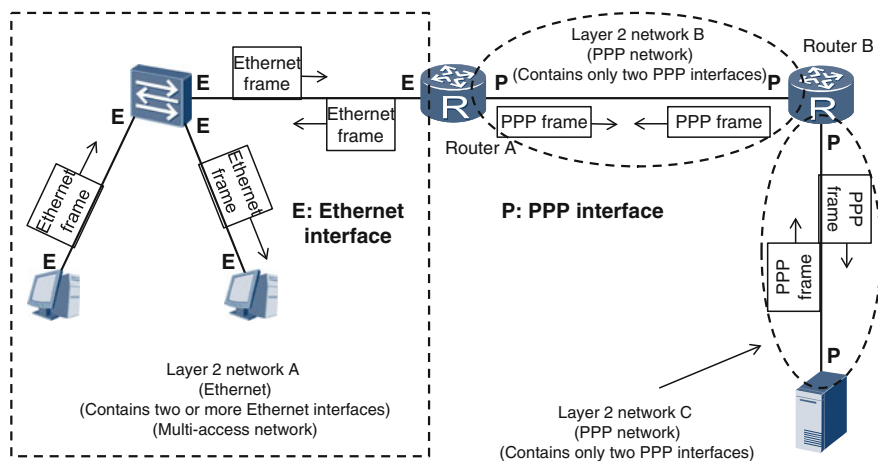 Layer 2 network B
(PPP network)
(Contains only two PPP interfaces)
Router B
E
Ethernet
frame
E
P
P
R
R
E
E
Ethernet
frame
PPP frame
PPP frame
Router A
P
Ethernet
frame
Ethernet
frame
E: Ethernet
interface
P: PPP interface
PPP
frame
PPP
frame
E
E
P
Layer 2 network A
(Ethernet)
(Contains two or more Ethernet interfaces)
(Multi-access network)
Layer 2 network C
(PPP network)
(Contains only two PPP interfaces)